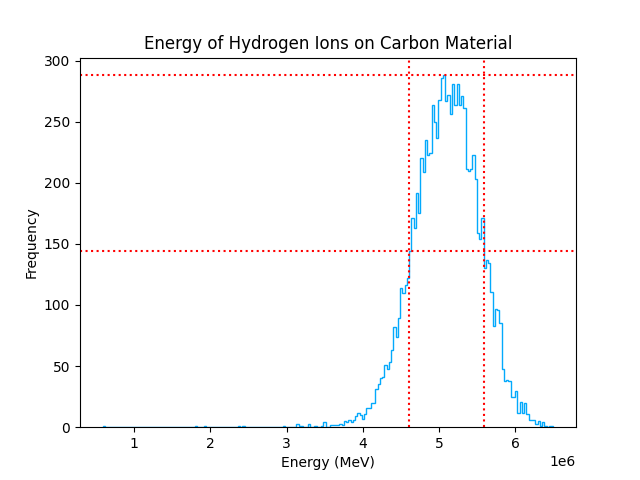 Energy of Hydrogen Ions on Carbon Material
300
250
200
150
100
50
0
Frequency
1 2 3 4 5 6
1e6
Energy (MeV)